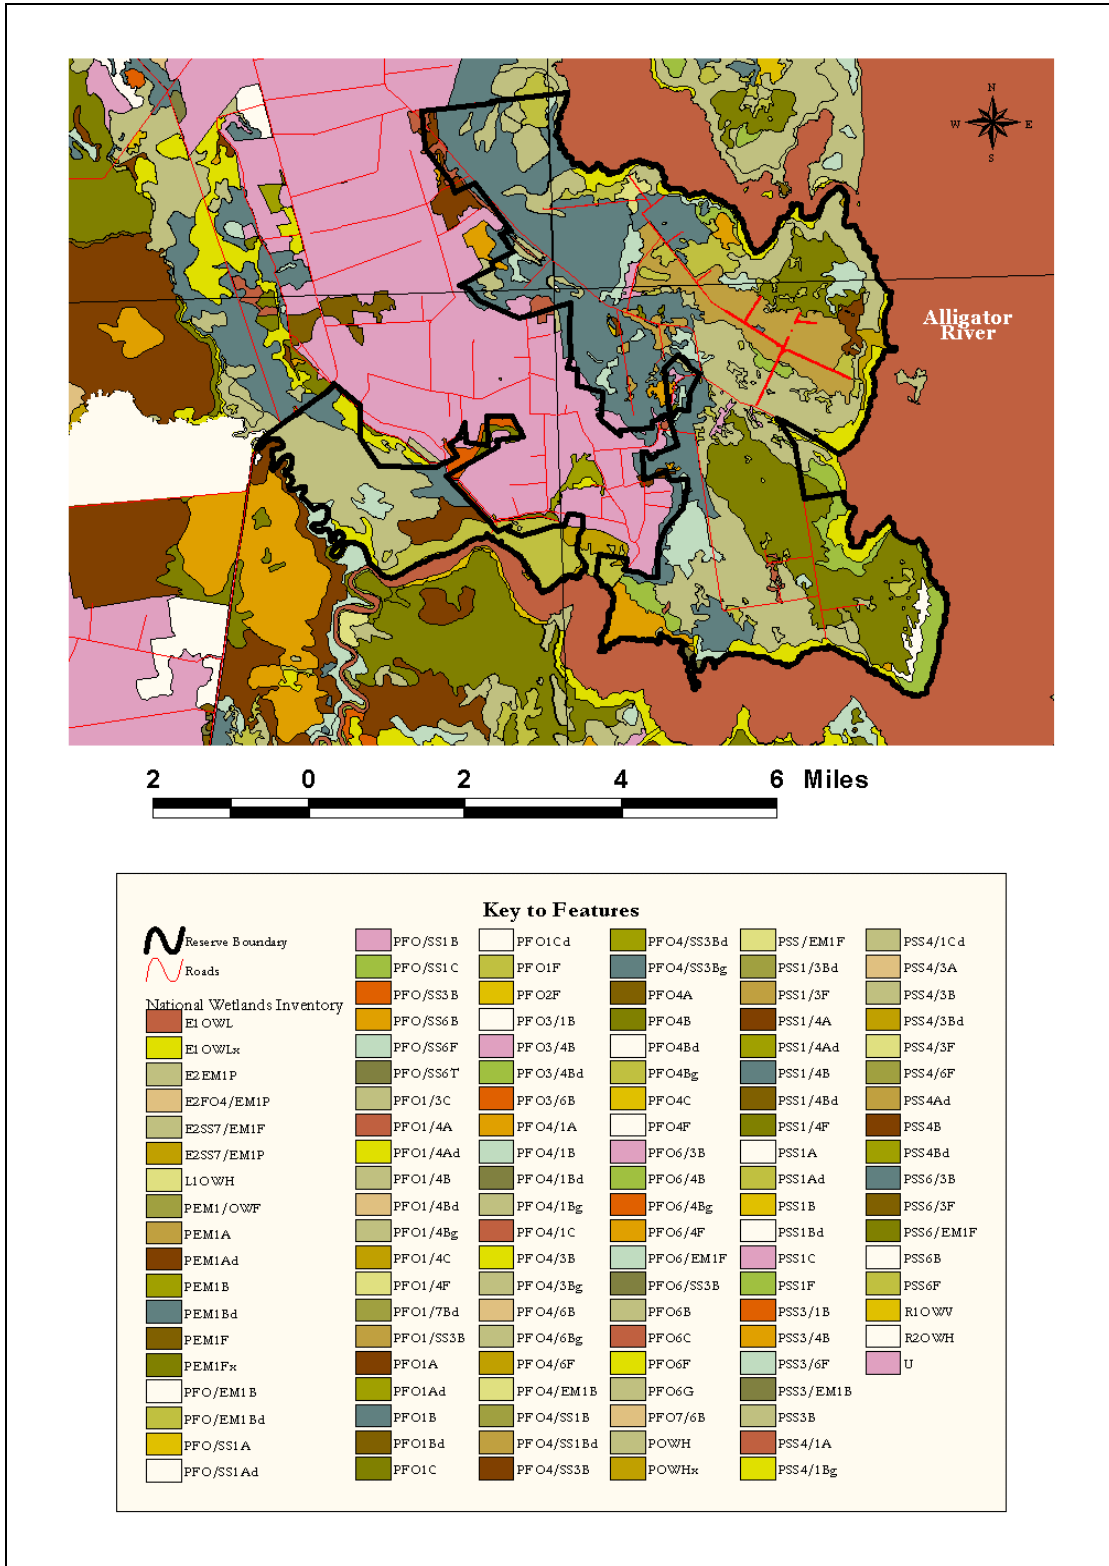 N
W E
S
Alligator
River
2 0 2 4 6 Miles
Key to Features
Reserve Boundary
Roads
National Wetlands Inventory
E1OWL
E1OWLx
E2EM1P
E2FO4/EM1P
E2SS7/EM1F
E2SS7/EM1P
L1OWH
PEM1/OWF
PEM1A
PEM1Ad
PEM1B
PEM1Bd
PEM1F
PEM1Fx
PFO/EM1B
PFO/EM1Bd
PFO/SS1A
PFO/SS1Ad
PFO/SS1B
PFO/SS1C
PFO/SS3B
PFO/SS6B
PFO/SS6F
PFO/SS6T
PFO1/3C
PFO1/4A
PFO1/4Ad
PFO1/4B
PFO1/4Bd
PFO1/4Bg
PFO1/4C
PFO1/4F
PFO1/7Bd
PFO1/SS3B
PFO1A
PFO1Ad
PFO1B
PFO1Bd
PFO1C
PFO1Cd
PFO1F
PFO2F
PFO3/1B
PFO3/4B
PFO3/4Bd
PFO3/6B
PFO4/1A
PFO4/1B
PFO4/1Bd
PFO4/1Bg
PFO4/1C
PFO4/3B
PFO4/3Bg
PFO4/6B
PFO4/6Bg
PFO4/6F
PFO4/EM1B
PFO4/SS1B
PFO4/SS1Bd
PFO4/SS3B
PFO4/SS3Bd
PFO4/SS3Bg
PFO4A
PFO4B
PFO4Bd
PFO4Bg
PFO4C
PFO4F
PFO6/3B
PFO6/4B
PFO6/4Bg
PFO6/4F
PFO6/EM1F
PFO6/SS3B
PFO6B
PFO6C
PFO6F
PFO6G
PFO7/6B
POWH
POWHx
PSS/EM1F
PSS1/3Bd
PSS1/3F
PSS1/4A
PSS1/4Ad
PSS1/4B
PSS1/4Bd
PSS1/4F
PSS1A
PSS1Ad
PSS1B
PSS1Bd
PSS1C
PSS1F
PSS3/1B
PSS3/4B
PSS3/6F
PSS3/EM1B
PSS3B
PSS4/1A
PSS4/1Bg
PSS4/1Cd
PSS4/3A
PSS4/3B
PSS4/3Bd
PSS4/3F
PSS4/6F
PSS4Ad
PSS4B
PSS4Bd
PSS6/3B
PSS6/3F
PSS6/EM1F
PSS6B
PSS6F
R1OWV
R2OWH
U